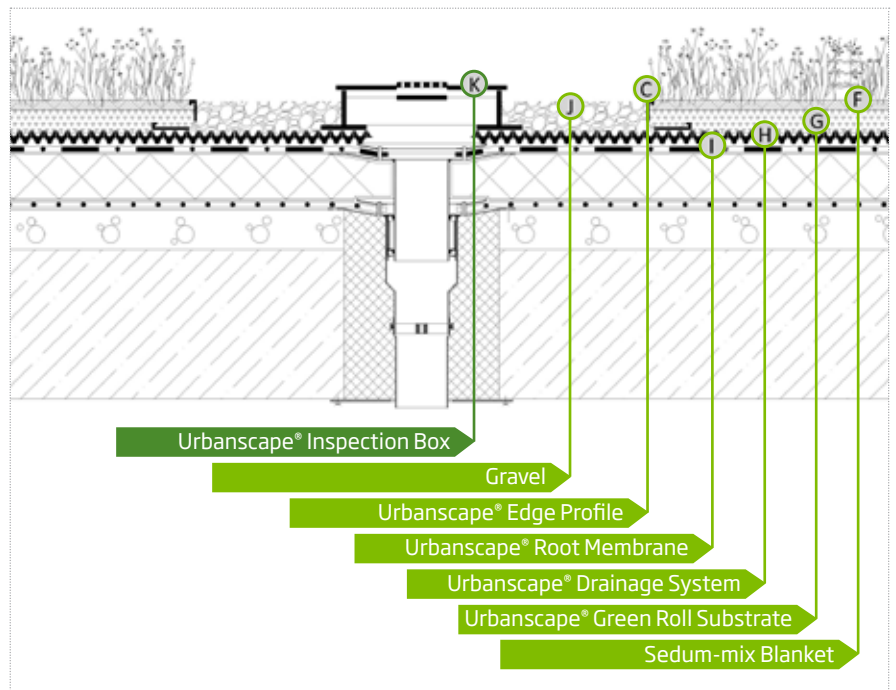 K
C
F
J
G
H
I
Urbanscape® Inspection Box
Gravel
Urbanscape® Edge Profile
Urbanscape® Root Membrane
Urbanscape® Drainage System
Urbanscape® Green Roll Substrate
Sedum-mix Blanket